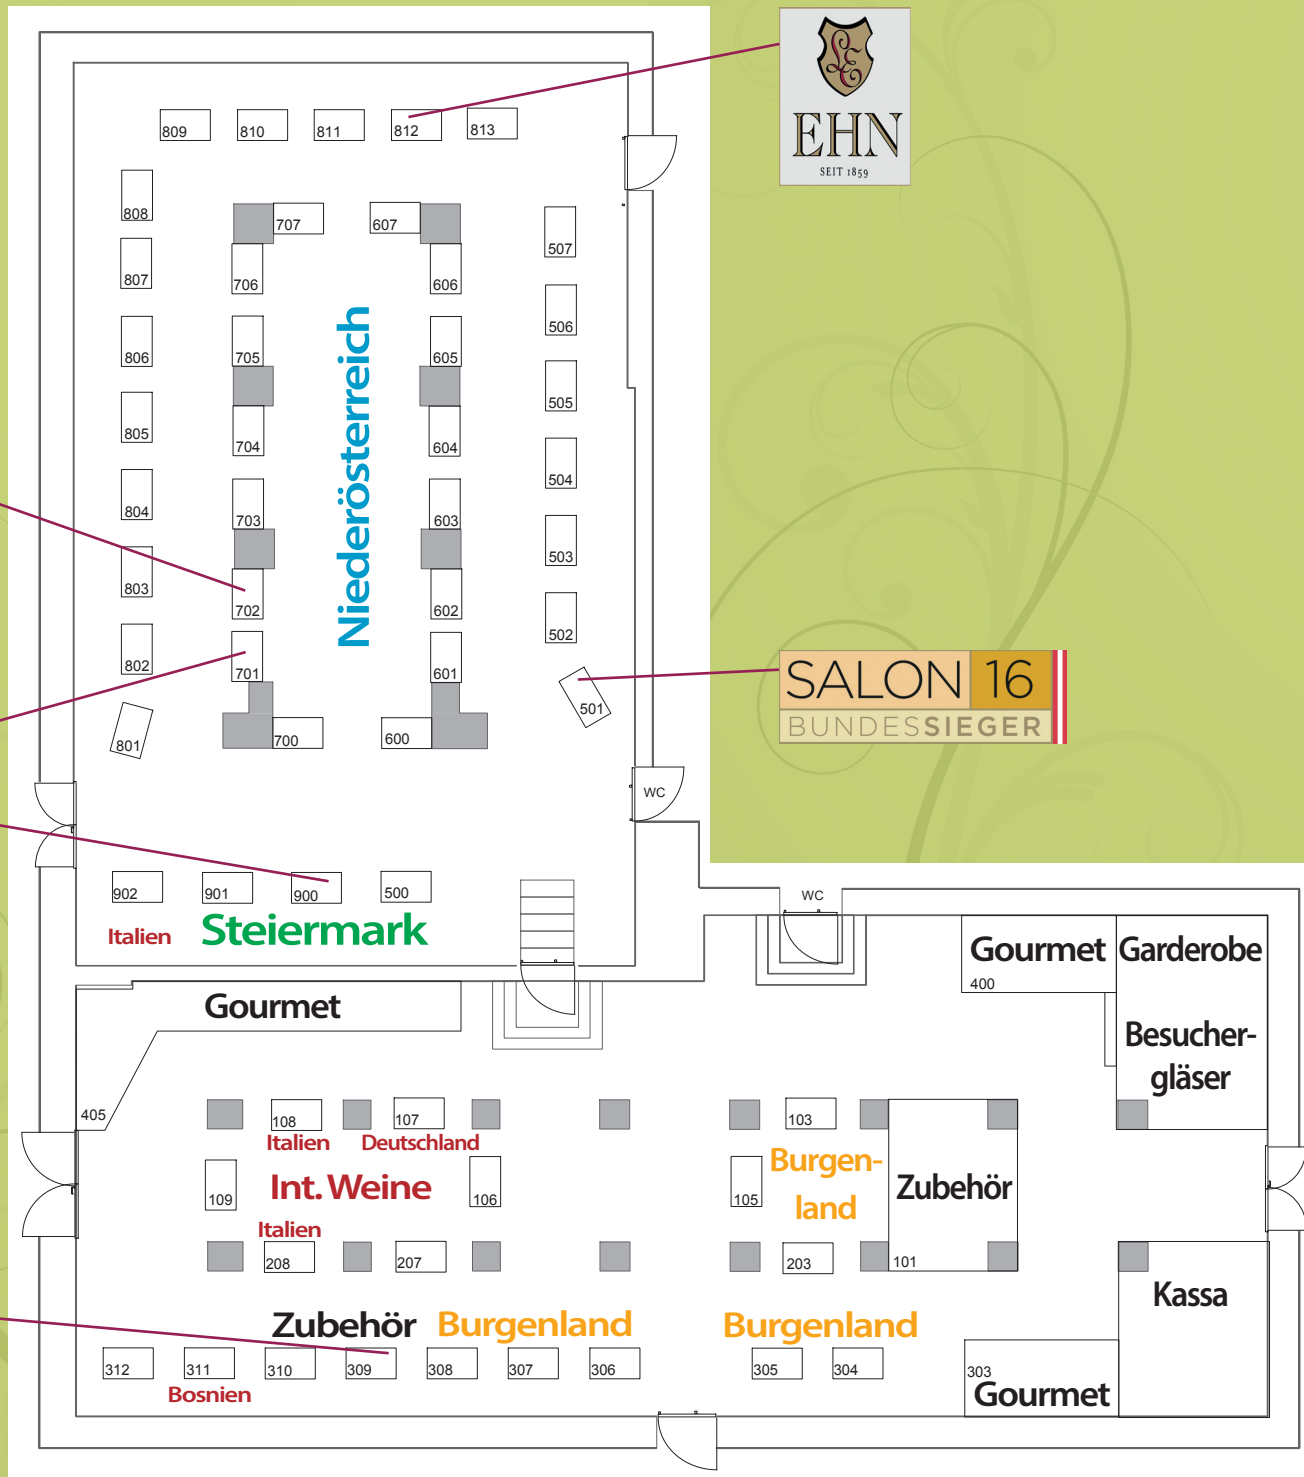 EHN
SEIT 1859
809 810 811 812 813
808
707 607
507
807
706 606
506
806
705 605
505
805
704 604
504
804
703 603
503
803
702 602
502
802
701 601
501
801
700 600
Niederösterreich
SALON 16
BUNDESSIEGER
WC
902 901 900 500
Italien Steiermark
WC
Gourmet
400
Garderobe
Besucher-
gläser
Gourmet
405
108 107 103
Italien Deutschland
Burgen-
land
109 Int. Weine 106 105
Zubehör
Italien
208 207 203 101
Kassa
Zubehör Burgenland Burgenland
312 311 310 309 308 307 306 305 304 303
Bosnien
Gourmet